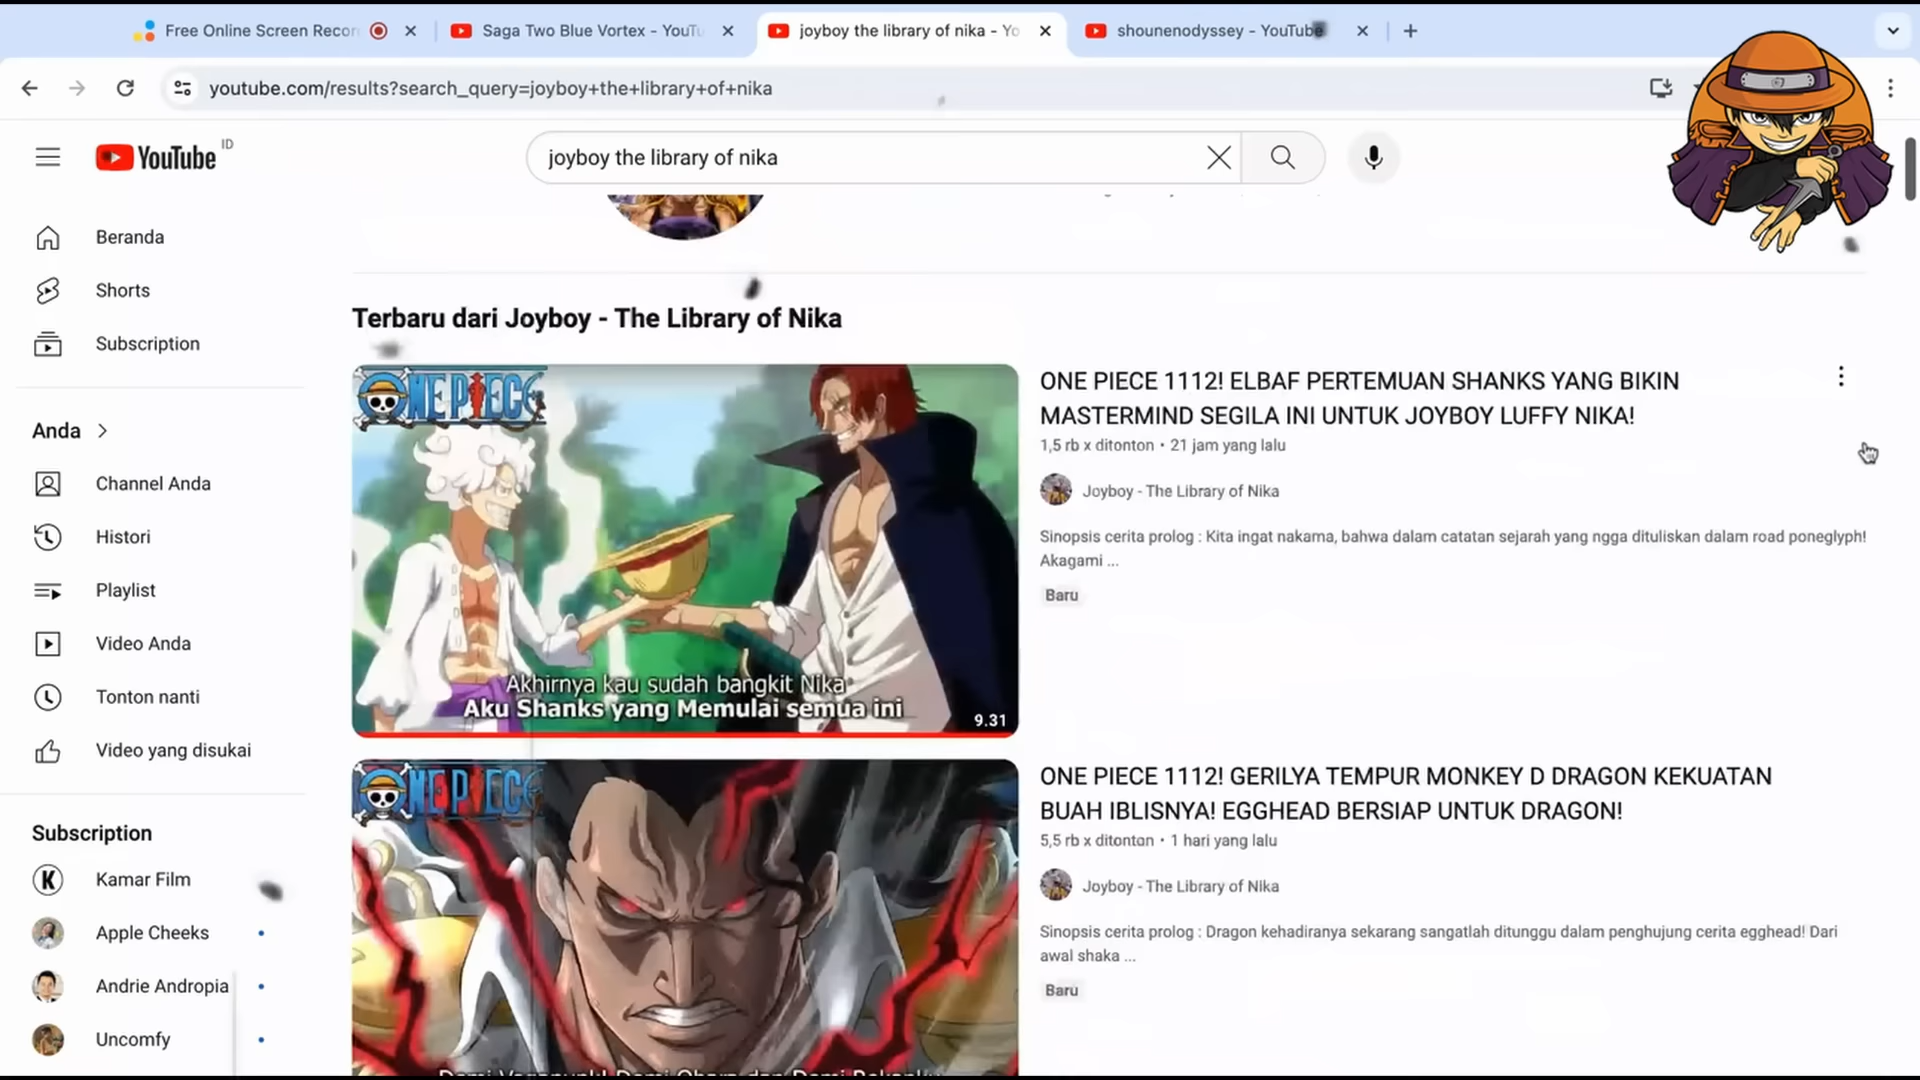 Free Online Screen Recor
Saga Two Blue Vortex - YouTu
joyboy the library of nika - Yo
shounenodyssey - YouTube
youtube.com/results?search_query=joyboy+the+library+of+nika
YouTube ID
joyboy the library of nika
Beranda
Shorts
Subscription
Anda
Channel Anda
Histori
Playlist
Video Anda
Tonton nanti
Video yang disukai
Subscription
Kamar Film
Apple Cheeks
Andrie Andropia
Uncomfy
Terbaru dari Joyboy - The Library of Nika
ONE PIECE
Akhirnya kau sudah bangkit Nika
Aku Shanks yang Memulai semua ini
9.31
ONE PIECE 1112! ELBAF PERTEMUAN SHANKS YANG BIKIN
MASTERMIND SEGILA INI UNTUK JOYBOY LUFFY NIKA!
1,5 rb x ditonton • 21 jam yang lalu
Joyboy - The Library of Nika
Sinopsis cerita prolog : Kita ingat nakama, bahwa dalam catatan sejarah yang ngga dituliskan dalam road poneglyph!
Akagami ...
Baru
ONE PIECE
ONE PIECE 1112! GERILYA TEMPUR MONKEY D DRAGON KEKUATAN
BUAH IBLISNYA! EGGHEAD BERSIAP UNTUK DRAGON!
5,5 rb x ditonton • 1 hari yang lalu
Joyboy - The Library of Nika
Sinopsis cerita prolog : Dragon kehadiranya sekarang sangatlah ditunggu dalam penghujung cerita egghead! Dari
awal shaka ...
Baru